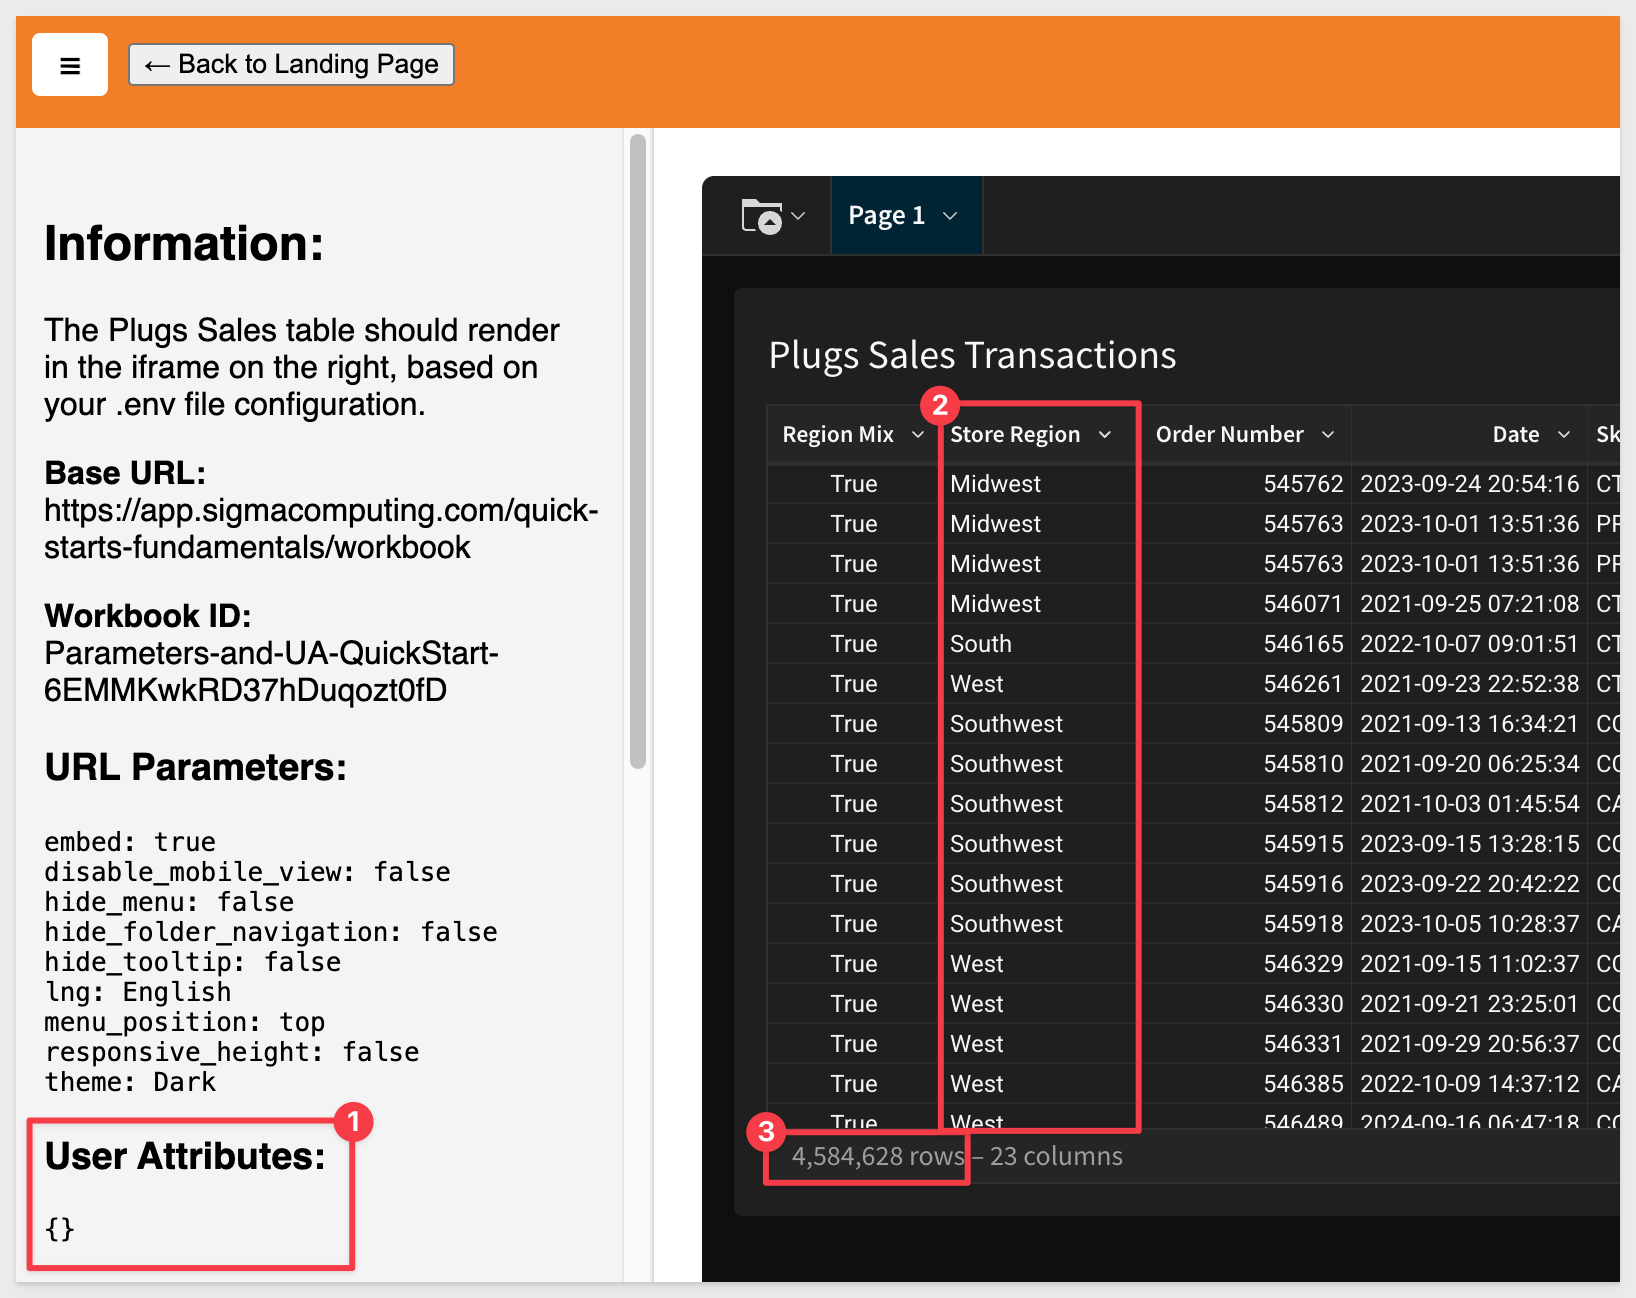 ← Back to Landing Page
Information:
The Plugs Sales table should render
in the iframe on the right, based on
your .env file configuration.
Base URL:
https://app.sigmacomputing.com/quick-
starts-fundamentals/workbook
Workbook ID:
Parameters-and-UA-QuickStart-
6EMMKwkRD37hDuqozt0fD
URL Parameters:
embed: true
disable_mobile_view: false
hide_menu: false
hide_folder_navigation: false
hide_tooltip: false
lng: English
menu_position: top
responsive_height: false
theme: Dark
1
User Attributes:
{}
Page 1
Plugs Sales Transactions
2
Region Mix Store Region Order Number Date Sk
True Midwest 545762 2023-09-24 20:54:16 CT
True Midwest 545763 2023-10-01 13:51:36 PR
True Midwest 545763 2023-10-01 13:51:36 PR
True Midwest 546071 2021-09-25 07:21:08 CT
True South 546165 2022-10-07 09:01:51 CT
True West 546261 2021-09-23 22:52:38 CT
True Southwest 545809 2021-09-13 16:34:21 CO
True Southwest 545810 2021-09-20 06:25:34 CO
True Southwest 545812 2021-10-03 01:45:54 CA
True Southwest 545915 2023-09-15 13:28:15 CO
True Southwest 545916 2023-09-22 20:42:22 CO
True Southwest 545918 2023-10-05 10:28:37 CA
True West 546329 2021-09-15 11:02:37 CO
True West 546330 2021-09-21 23:25:01 CO
True West 546331 2021-09-29 20:56:37 CO
True West 546385 2022-10-09 14:37:12 CA
True West 546489 2024-09-16 06:47:18 CO
3
4,584,628 rows – 23 columns